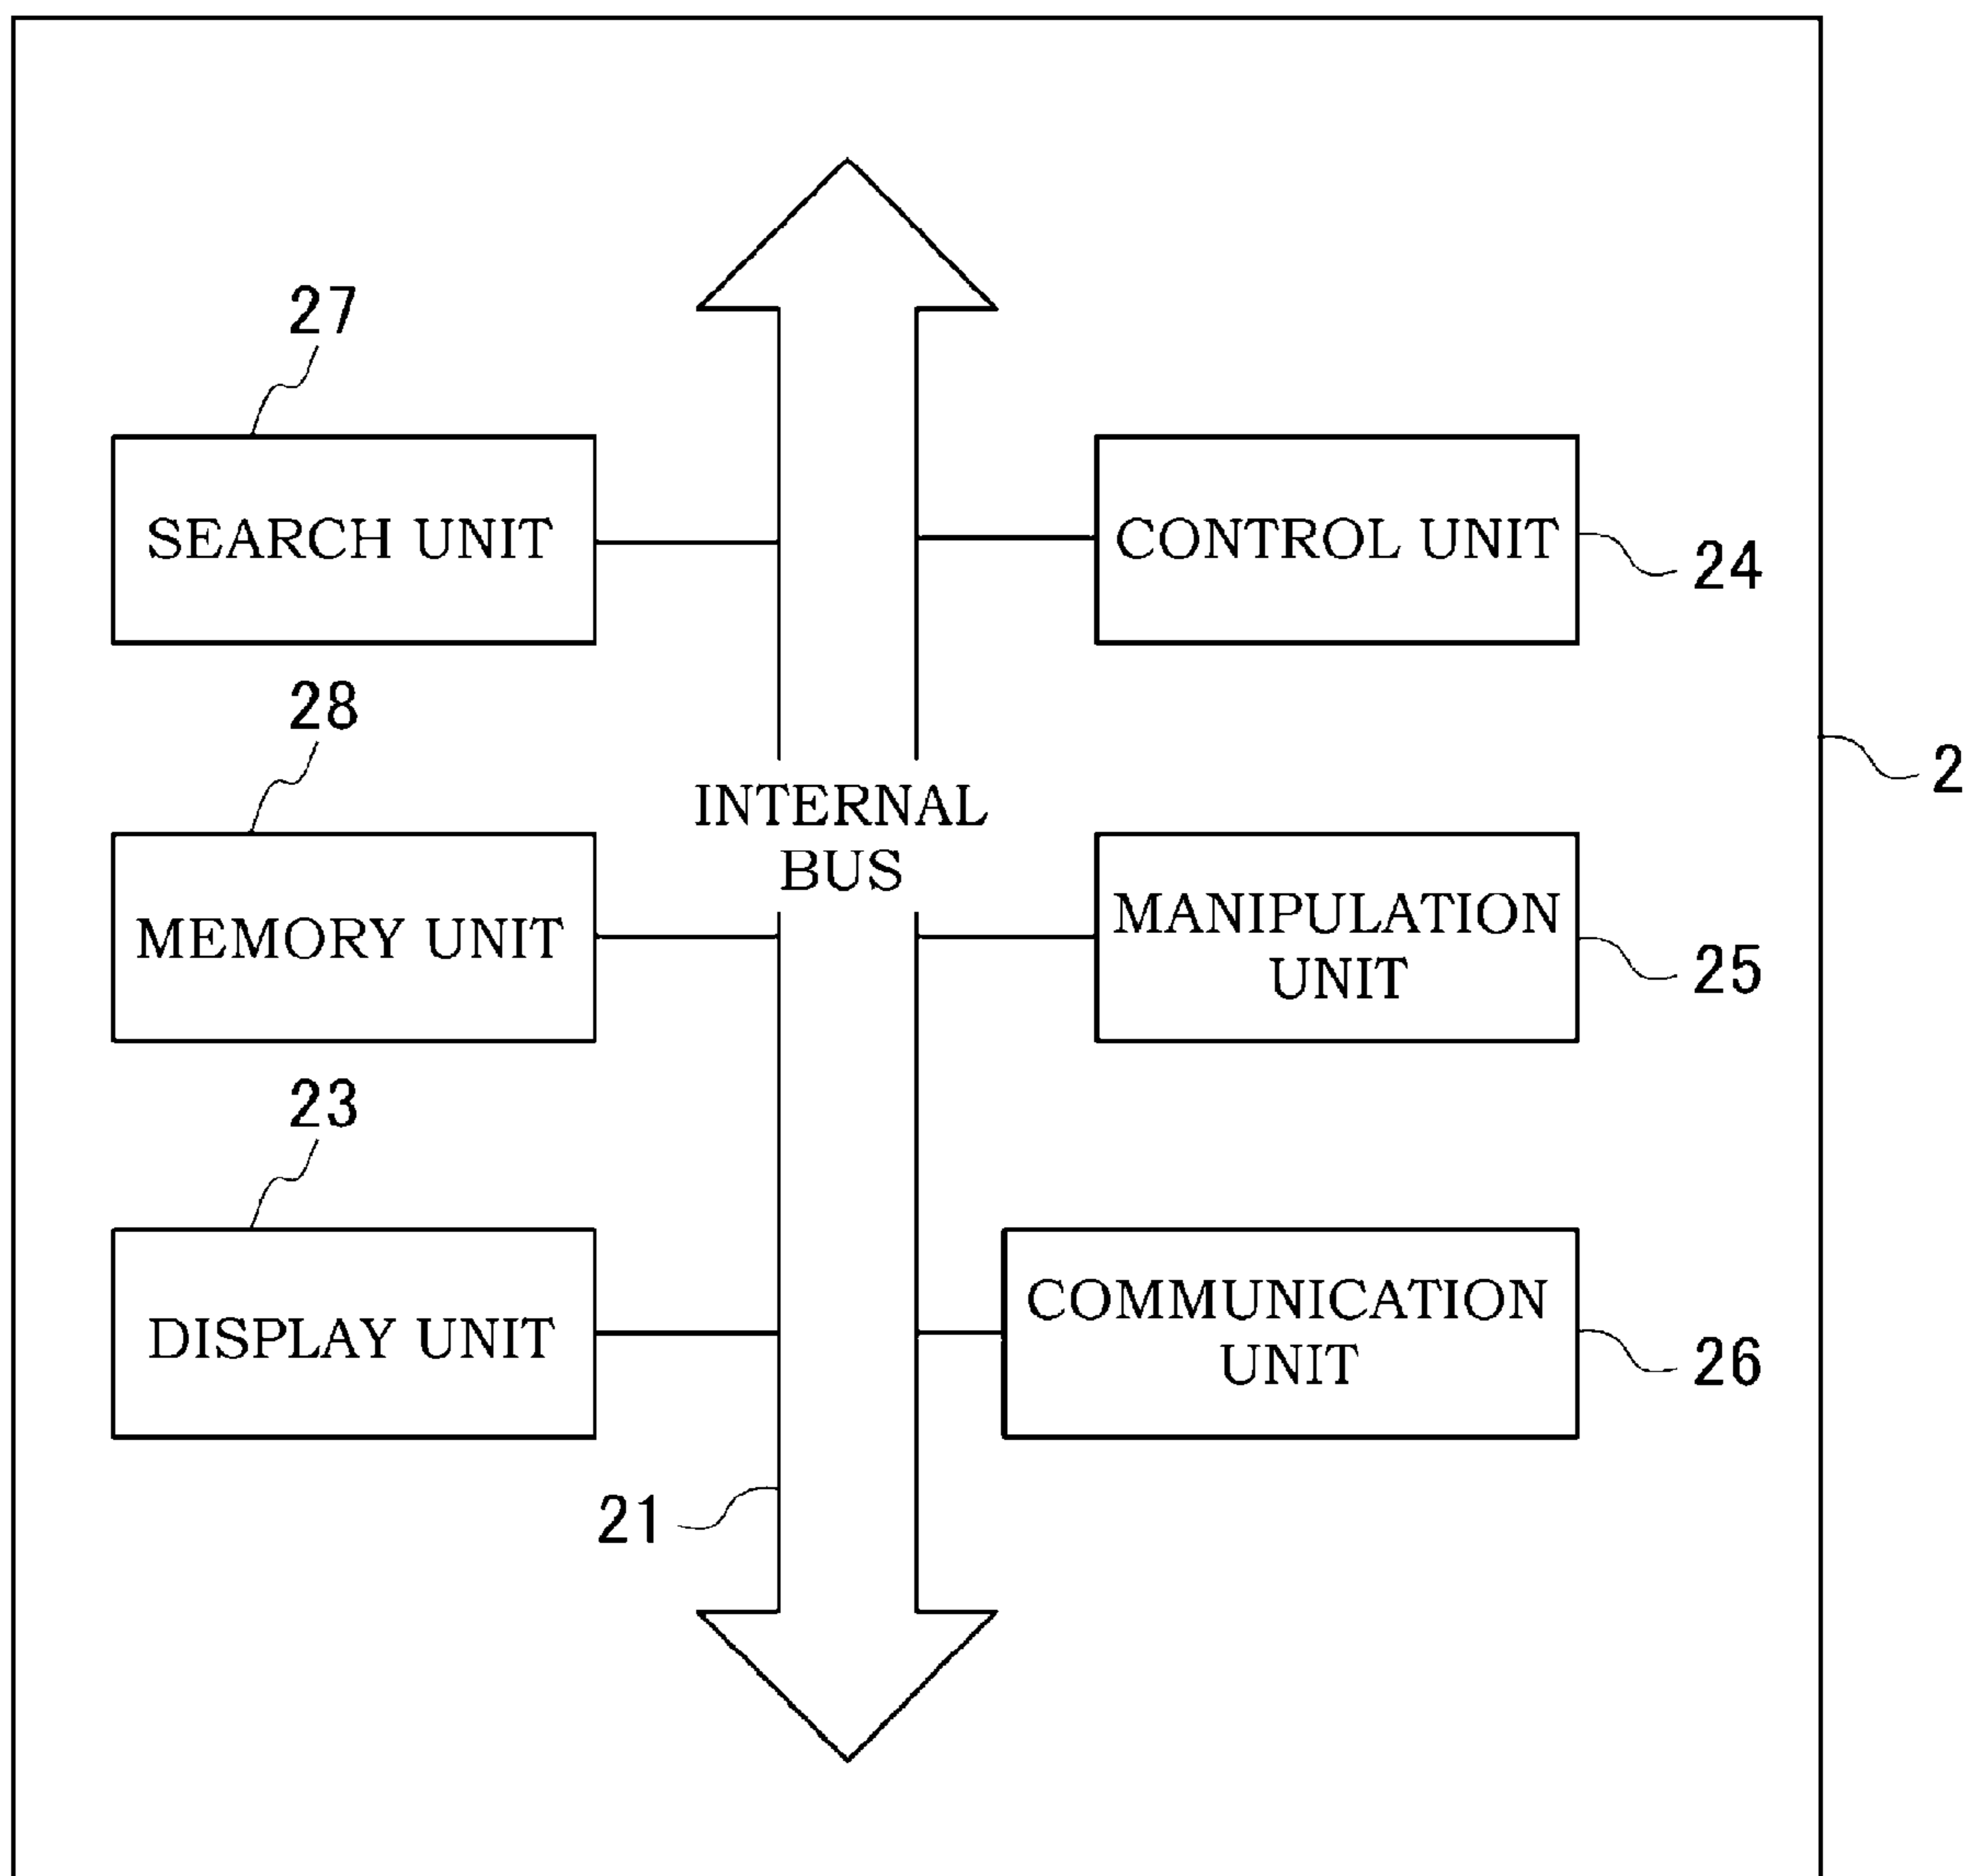 27
SEARCH UNIT
CONTROL UNIT
24
28
2
INTERNAL
BUS
MEMORY UNIT
MANIPULATION
UNIT
25
23
DISPLAY UNIT
COMMUNICATION
UNIT
26
21